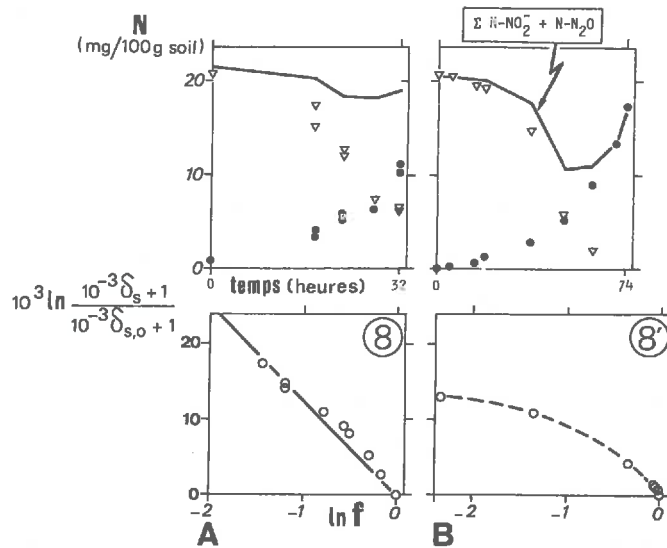 N
(mg/100g soil)
Σ N-NO₂⁻ + N-N₂O
20
10
0
0
temps (heures)
32
0
74
10³ ln (10⁻³δₛ + 1) / (10⁻³δₛ,ₒ + 1)
20
10
0
8
8'
-2
-1
0
-2
-1
0
A
ln f
B